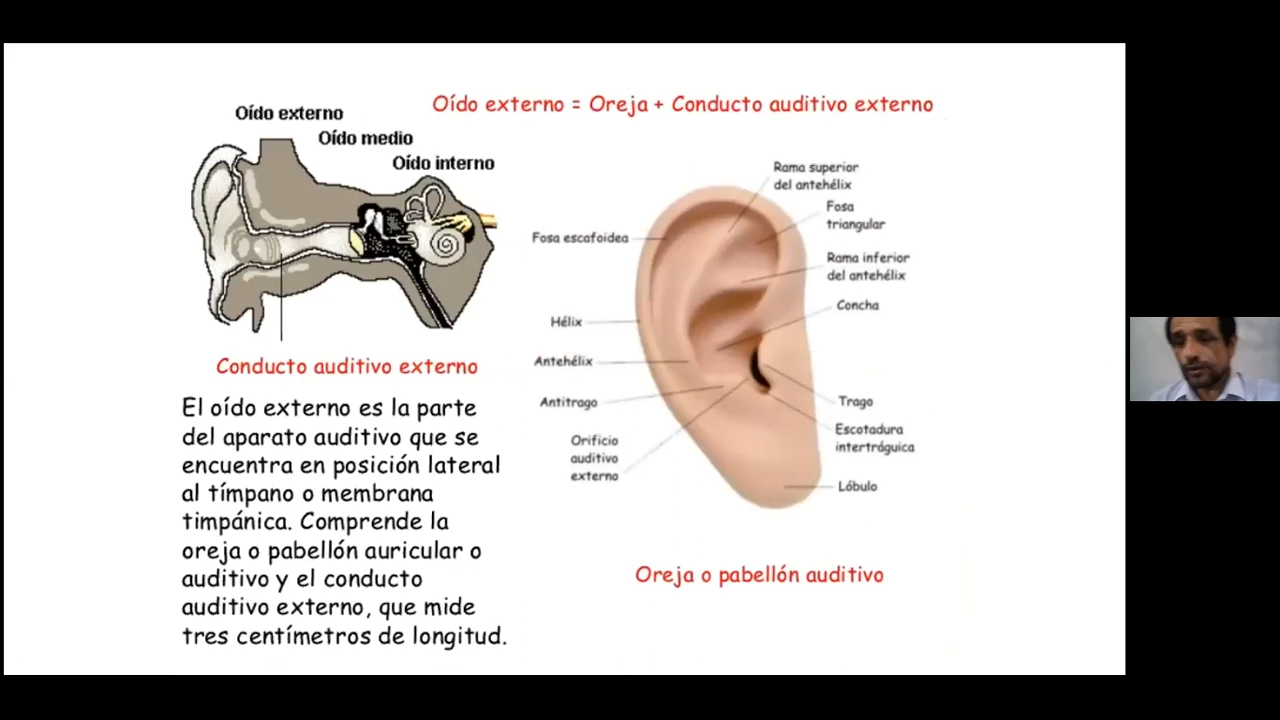 Oído externo = Oreja + Conducto auditivo externo
Oído externo
Oído medio
Oído interno
Conducto auditivo externo
El oído externo es la parte
del aparato auditivo que se
encuentra en posición lateral
al tímpano o membrana
timpánica. Comprende la
oreja o pabellón auricular o
auditivo y el conducto
auditivo externo, que mide
tres centímetros de longitud.
Rama superior
del antehélix
Fosa
triangular
Fosa escafoidea
Rama inferior
del antehélix
Concha
Hélix
Antehélix
Antitrago
Trago
Orificio
auditivo
externo
Escotadura
intertráguica
Lóbulo
Oreja o pabellón auditivo